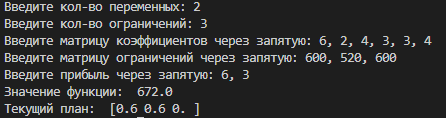 Введите кол-во переменных: 2
Введите кол-во ограничений: 3
Введите матрицу коэффициентов через запятую: 6, 2, 4, 3, 3, 4
Введите матрицу ограничений через запятую: 600, 520, 600
Введите прибыль через запятую: 6, 3
Значение функции:  672.0
Текущий план:  [0.6 0.6 0. ]